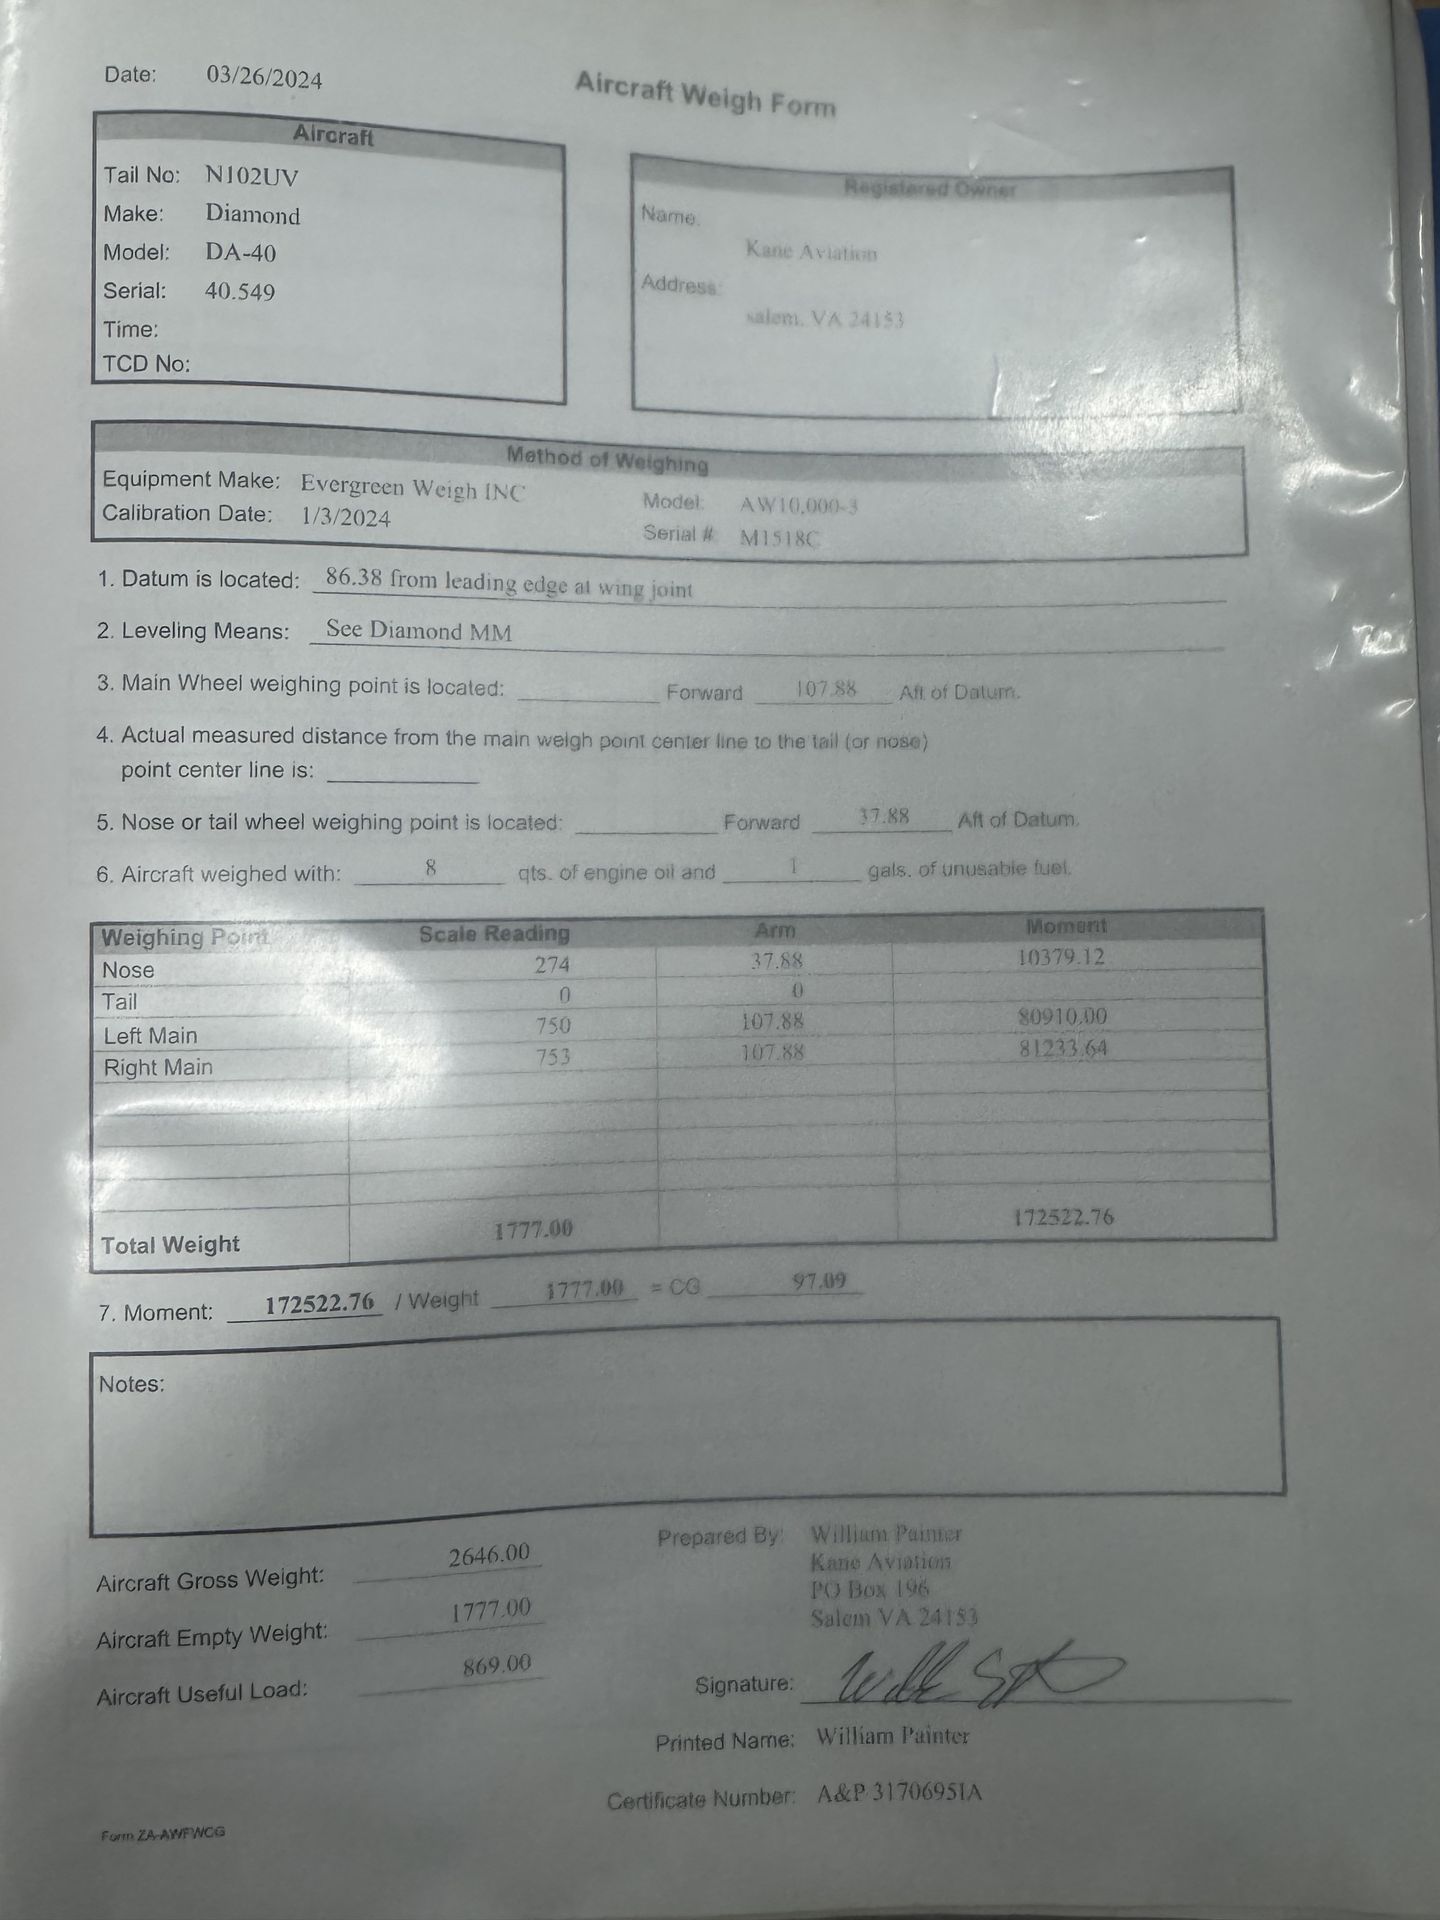 Date: 03/26/2024
Aircraft Weigh Form
Aircraft
Tail No: N102UV
Make: Diamond
Model: DA-40
Serial: 40.549
Time:
TCD No:
Registered Owner
Name.
Kane Aviation
Address:
salem, VA 24153
Method of Weighing
Equipment Make: Evergreen Weigh INC
Model: AW10,000-3
Calibration Date: 1/3/2024
Serial # M1518C
1. Datum is located: 86.38 from leading edge at wing joint
2. Leveling Means: See Diamond MM
3. Main Wheel weighing point is located: Forward 107.88 Aft of Datum.
4. Actual measured distance from the main weigh point center line to the tail (or nose)
point center line is:
5. Nose or tail wheel weighing point is located: Forward 37.88 Aft of Datum.
6. Aircraft weighed with: 8 qts. of engine oil and 1 gals. of unusable fuel.
Weighing Point Scale Reading Arm Moment
Nose 274 37.88 10379.12
Tail 0 0
Left Main 750 107.88 80910.00
Right Main 753 107.88 81233.64
Total Weight 1777.00 172522.76
7. Moment: 172522.76 / Weight 1777.00 = CG 97.09
Notes:
Aircraft Gross Weight: 2646.00
Aircraft Empty Weight: 1777.00
Aircraft Useful Load: 869.00
Prepared By: William Painter
Kane Aviation
PO Box 196
Salem VA 24153
Signature:
Printed Name: William Painter
Certificate Number: A&P 3170695IA
Form ZA-AWFWCG